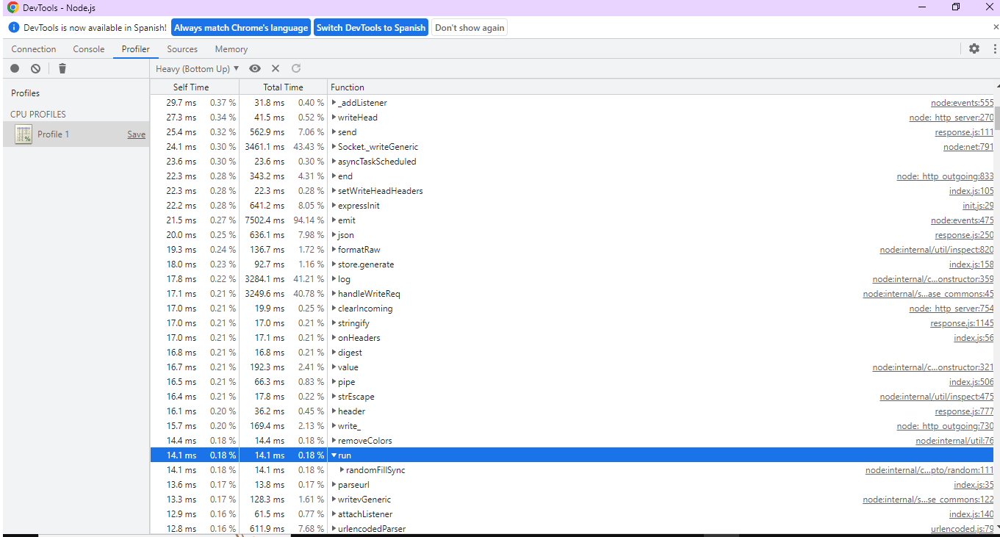 DevTools - Node.js
DevTools is now available in Spanish! Always match Chrome's language Switch DevTools to Spanish Don't show again
Connection Console Profiler Sources Memory
Heavy (Bottom Up)
Profiles
CPU PROFILES
Profile 1 Save
Self Time Total Time Function
29.7 ms 0.37 % 31.8 ms 0.40 % _addListener node:events:555
27.3 ms 0.34 % 41.5 ms 0.52 % writeHead node:_http_server:270
25.4 ms 0.32 % 562.9 ms 7.06 % send response.js:111
24.1 ms 0.30 % 3461.1 ms 43.43 % Socket._writeGeneric node:net:791
23.6 ms 0.30 % 23.6 ms 0.30 % asyncTaskScheduled
22.3 ms 0.28 % 343.2 ms 4.31 % end node:_http_outgoing:833
22.3 ms 0.28 % 22.3 ms 0.28 % setWriteHeadHeaders index.js:105
22.2 ms 0.28 % 641.2 ms 8.05 % expressInit init.js:29
21.5 ms 0.27 % 7502.4 ms 94.14 % emit node:events:475
20.0 ms 0.25 % 636.1 ms 7.98 % json response.js:250
19.3 ms 0.24 % 136.7 ms 1.72 % formatRaw node:internal/util/inspect:820
18.0 ms 0.23 % 92.7 ms 1.16 % store.generate index.js:158
17.8 ms 0.22 % 3284.1 ms 41.21 % log node:internal/c...onstructor:359
17.1 ms 0.21 % 3249.6 ms 40.78 % handleWriteReq node:internal/s...ase_commons:45
17.0 ms 0.21 % 19.9 ms 0.25 % clearIncoming node:_http_server:754
17.0 ms 0.21 % 17.0 ms 0.21 % stringify response.js:1145
17.0 ms 0.21 % 17.1 ms 0.21 % onHeaders index.js:56
16.8 ms 0.21 % 16.8 ms 0.21 % digest
16.7 ms 0.21 % 192.3 ms 2.41 % value node:internal/c...onstructor:321
16.5 ms 0.21 % 66.3 ms 0.83 % pipe index.js:506
16.4 ms 0.21 % 17.8 ms 0.22 % strEscape node:internal/util/inspect:475
16.1 ms 0.20 % 36.2 ms 0.45 % header response.js:777
15.7 ms 0.20 % 169.4 ms 2.13 % write_ node:_http_outgoing:730
14.4 ms 0.18 % 14.4 ms 0.18 % removeColors node:internal/util:76
14.1 ms 0.18 % 14.1 ms 0.18 % run
14.1 ms 0.18 % 14.1 ms 0.18 % randomFillSync node:internal/c...pto/random:111
13.6 ms 0.17 % 13.8 ms 0.17 % parseurl index.js:35
13.3 ms 0.17 % 128.3 ms 1.61 % writevGeneric node:internal/s...se_commons:122
12.9 ms 0.16 % 61.5 ms 0.77 % attachListener index.js:140
12.8 ms 0.16 % 611.9 ms 7.68 % urlencodedParser urlencoded.js:79